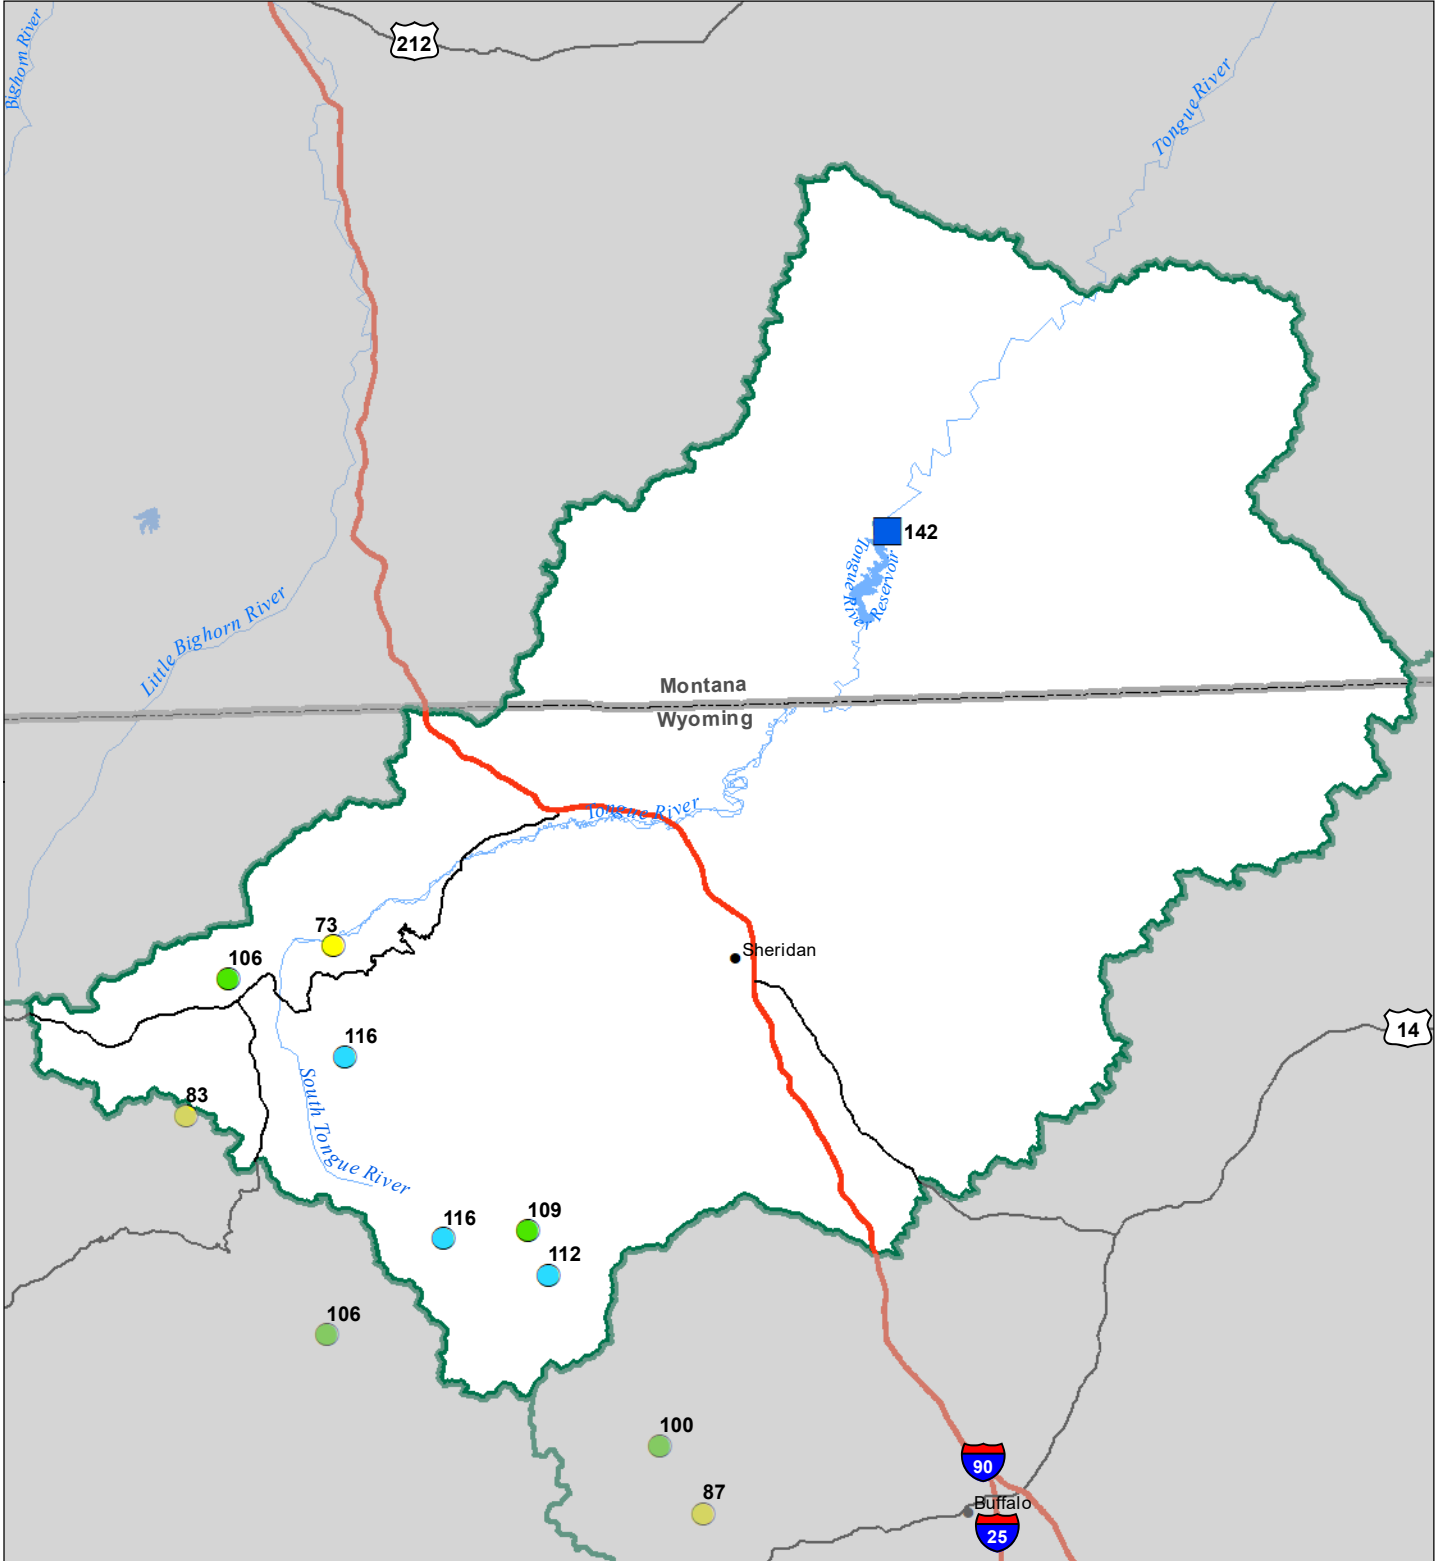 Bighorn River
212
Tongue River
142
Tongue River
Reservoir
Little Bighorn River
Montana
Wyoming
Tongue River
73
Sheridan
106
14
116
83
South Tongue River
116
109
112
106
100
90
87
Buffalo
25